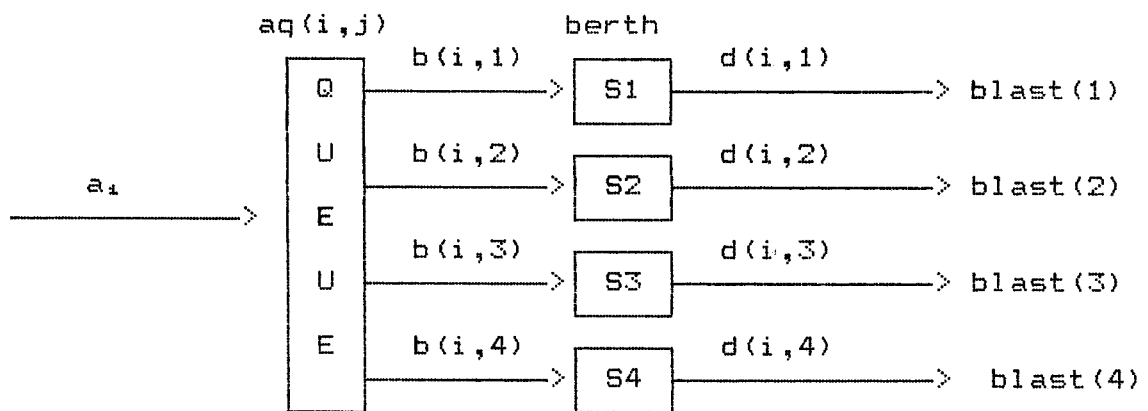 aq(i,j) berth
b(i,1) d(i,1)
Q S1 blast(1)
b(i,2) d(i,2)
U S2 blast(2)
aᵢ
E
b(i,3) d(i,3)
U S3 blast(3)
b(i,4) d(i,4)
E S4 blast(4)